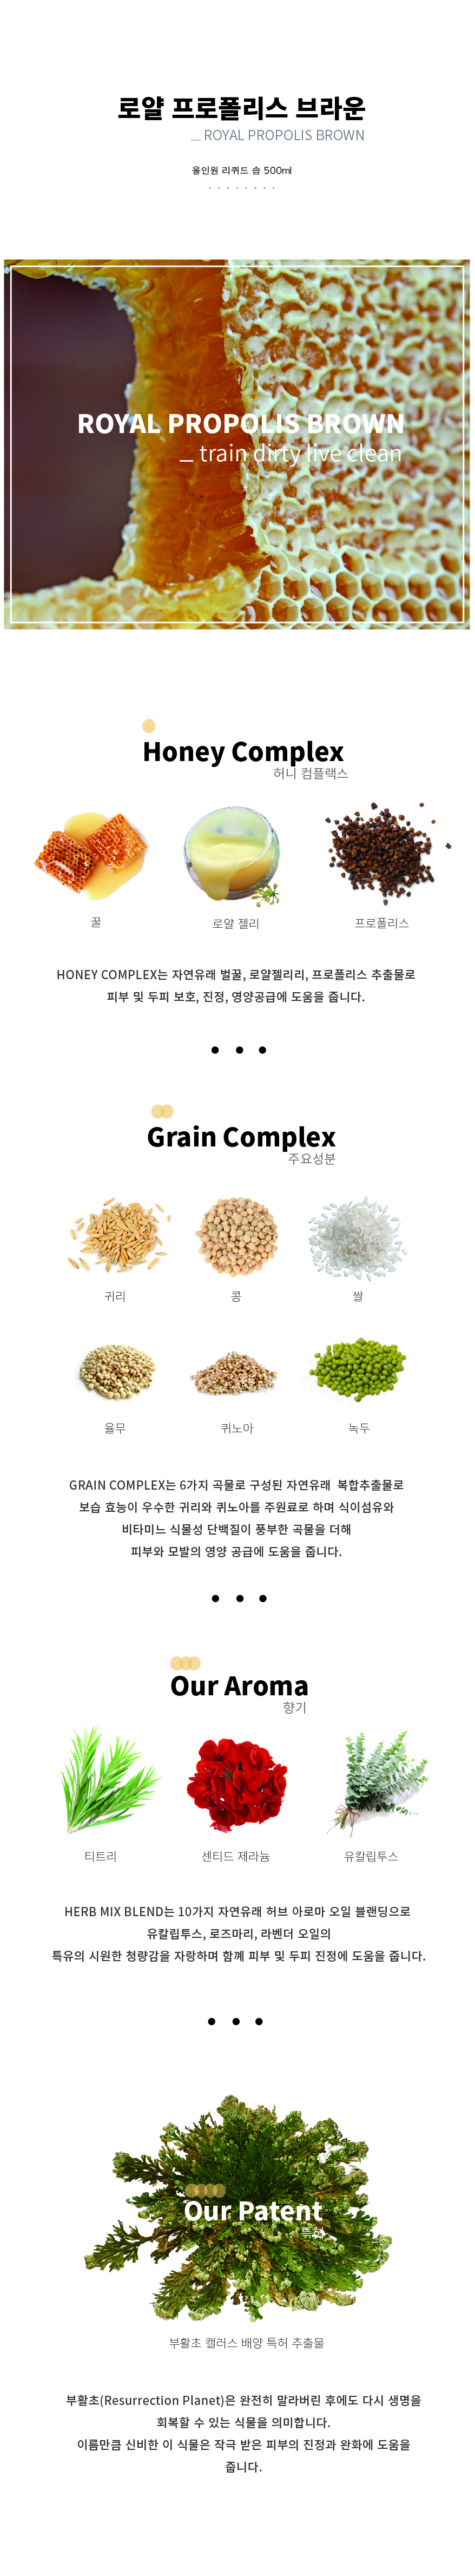 로얄 프로폴리스 브라운
_ ROYAL PROPOLIS BROWN
올인원 리퀴드 솝 500ml
ROYAL PROPOLIS BROWN
_ train dirty live clean
Honey Complex
허니 컴플랙스
꿀
로얄 젤리
프로폴리스
HONEY COMPLEX는 자연유래 벌꿀, 로얄젤리리, 프로폴리스 추출물로
피부 및 두피 보호, 진정, 영양공급에 도움을 줍니다.
Grain Complex
주요성분
귀리
콩
쌀
율무
퀴노아
녹두
GRAIN COMPLEX는 6가지 곡물로 구성된 자연유래 복합추출물로
보습 효능이 우수한 귀리와 퀴노아를 주원료로 하며 식이섬유와
비타미느 식물성 단백질이 풍부한 곡물을 더해
피부와 모발의 영양 공급에 도움을 줍니다.
Our Aroma
향기
티트리
센티드 제라늄
유칼립투스
HERB MIX BLEND는 10가지 자연유래 허브 아로마 오일 블랜딩으로
유칼립투스, 로즈마리, 라벤더 오일의
특유의 시원한 청량감을 자랑하며 함꼐 피부 및 두피 진정에 도움을 줍니다.
Our Patent
특허
부활초 캘러스 배양 특허 추출물
부활초(Resurrection Planet)은 완전히 말라버린 후에도 다시 생명을
회복할 수 있는 식물을 의미합니다.
이름만큼 신비한 이 식물은 작극 받은 피부의 진정과 완화에 도움을
줍니다.